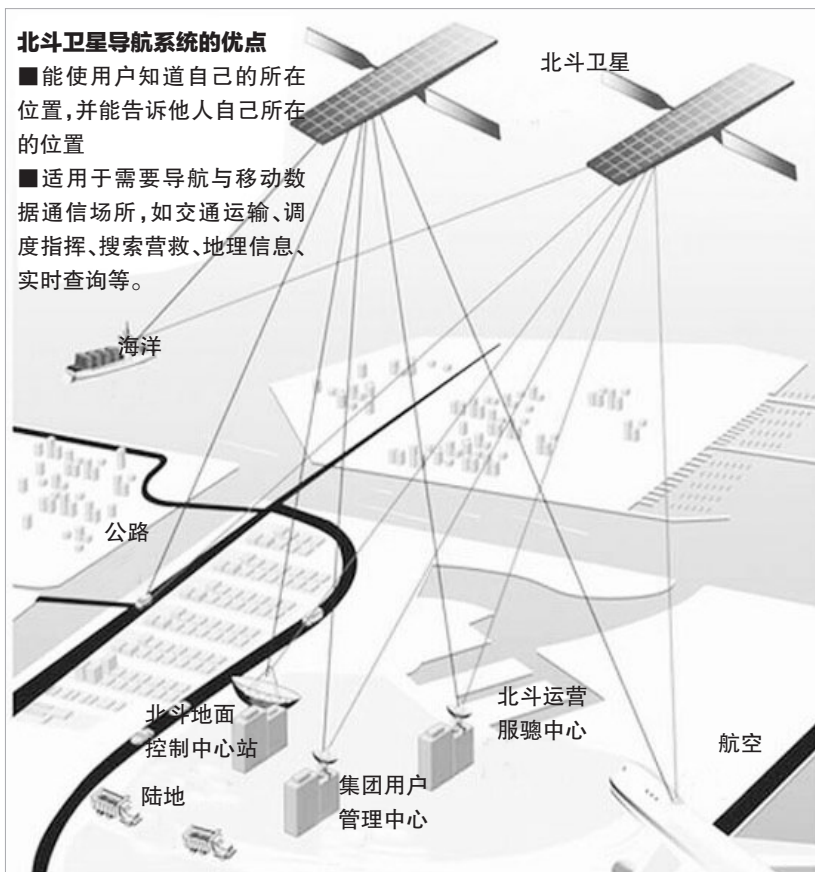 北斗卫星导航系统的优点
■能使用户知道自己的所在
位置,并能告诉他人自己所在
的位置
■适用于需要导航与移动数
据通信场所,如交通运输、调
度指挥、搜索营救、地理信息、
实时查询等。
北斗卫星
海洋
公路
北斗地面
控制中心站
陆地
集团用户
管理中心
北斗运营
服骢中心
航空